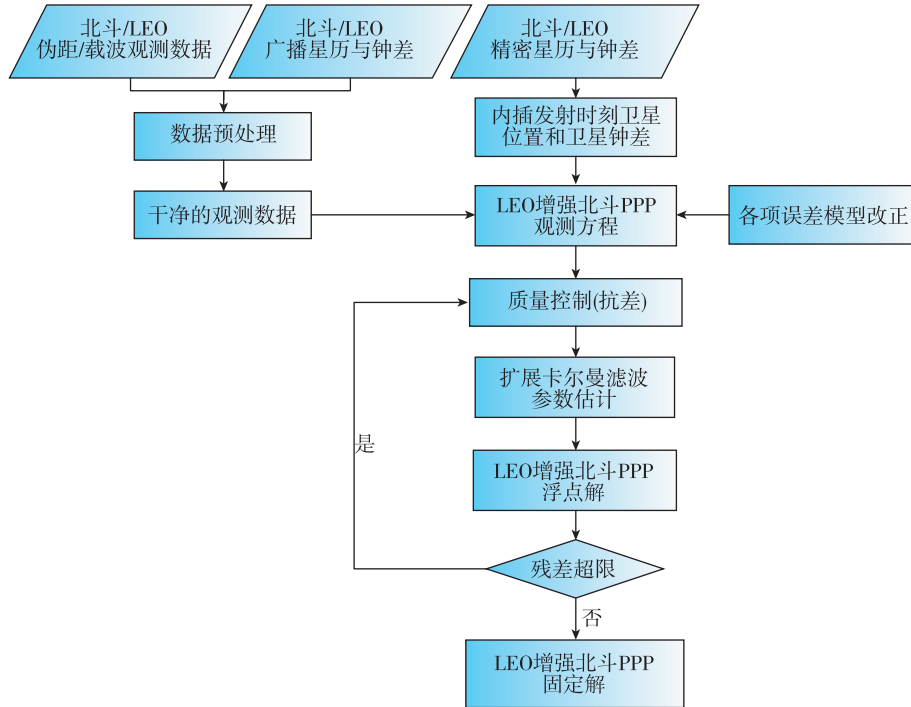 北斗/LEO
伪距/载波观测数据
北斗/LEO
广播星历与钟差
北斗/LEO
精密星历与钟差
数据预处理
内插发射时刻卫星
位置和卫星钟差
干净的观测数据
LEO增强北斗PPP
观测方程
各项误差模型改正
质量控制(抗差)
扩展卡尔曼滤波
参数估计
是
LEO增强北斗PPP
浮点解
残差超限
否
LEO增强北斗PPP
固定解